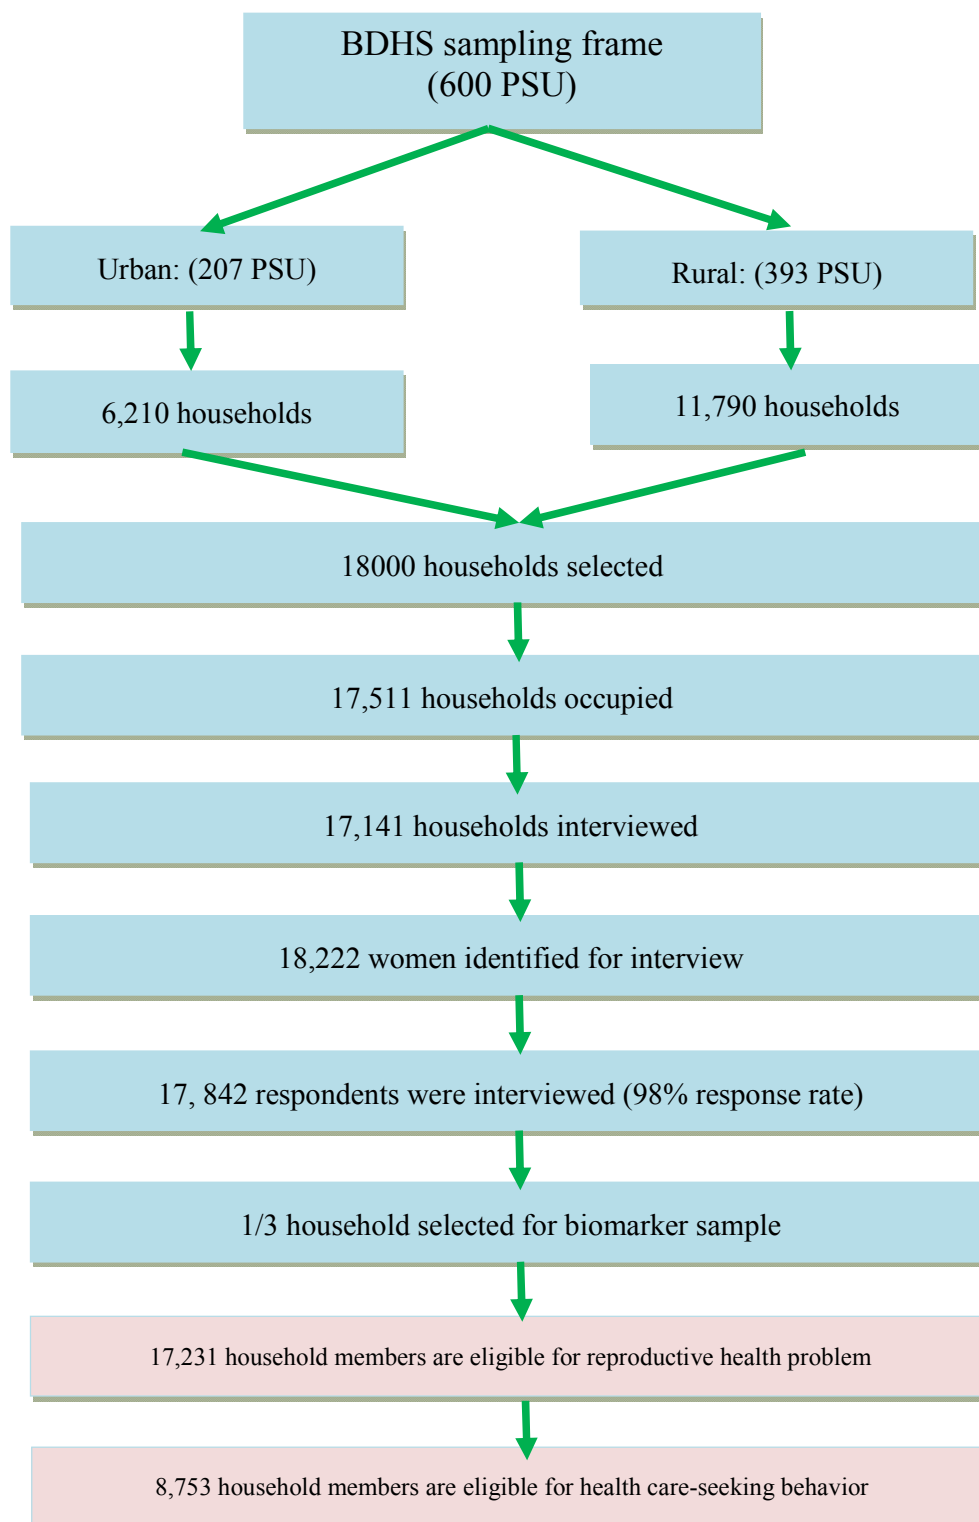 BDHS sampling frame
(600 PSU)
Urban: (207 PSU)
Rural: (393 PSU)
6,210 households
11,790 households
18000 households selected
17,511 households occupied
17,141 households interviewed
18,222 women identified for interview
17, 842 respondents were interviewed (98% response rate)
1/3 household selected for biomarker sample
17,231 household members are eligible for reproductive health problem
8,753 household members are eligible for health care-seeking behavior